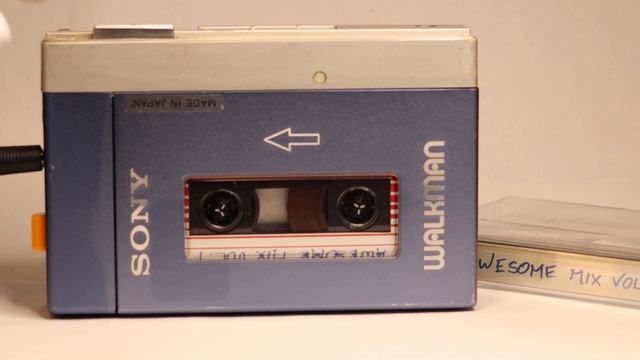 MADE IN JAPAN
SONY
WALKMAN
AWESOME MIX VOL. 1
WESOME MIX VOL